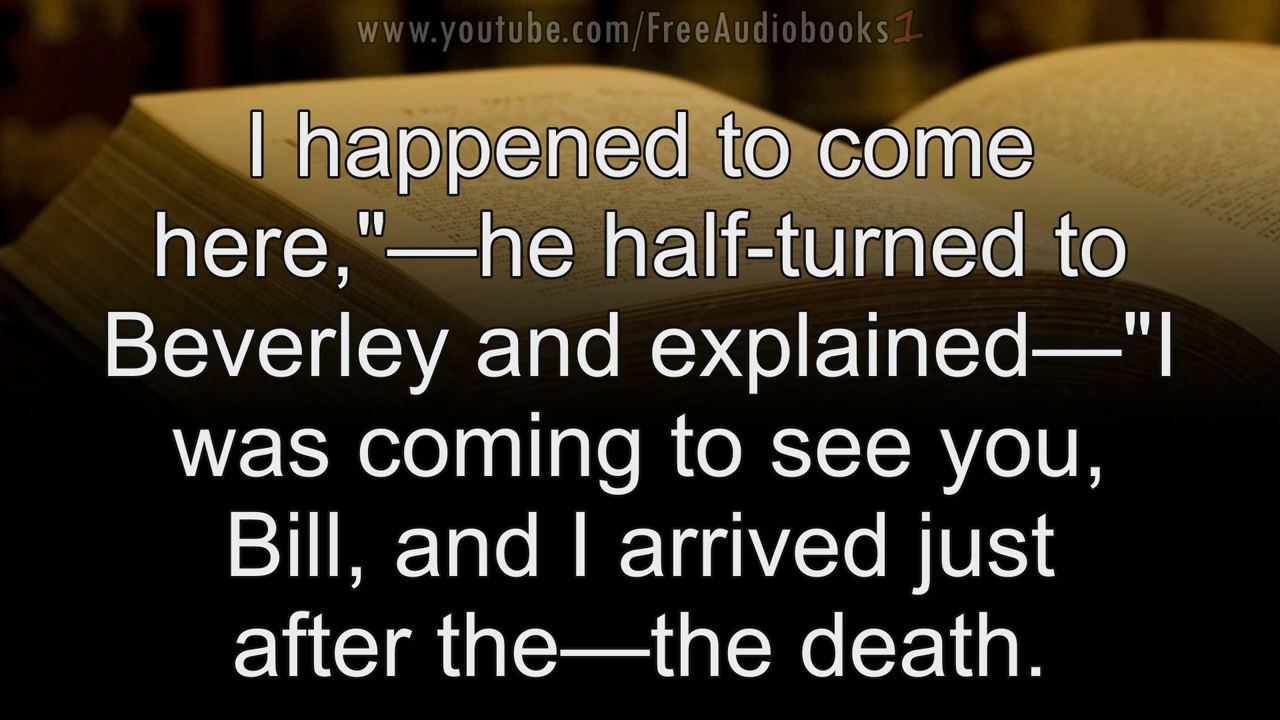 www.youtube.com/FreeAudiobooks1
I happened to come
here,"—he half-turned to
Beverley and explained—"I
was coming to see you,
Bill, and I arrived just
after the—the death.